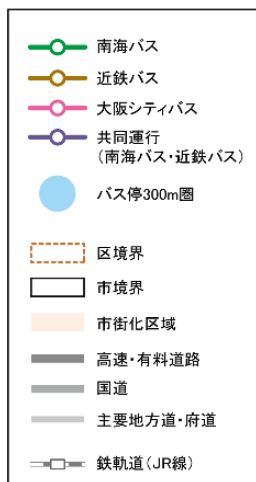 南海バス
近鉄バス
大阪シティバス
共同運行
(南海バス・近鉄バス)
バス停300m圏
区境界
市境界
市街化区域
高速・有料道路
国道
主要地方道・府道
鉄軌道(JR線)